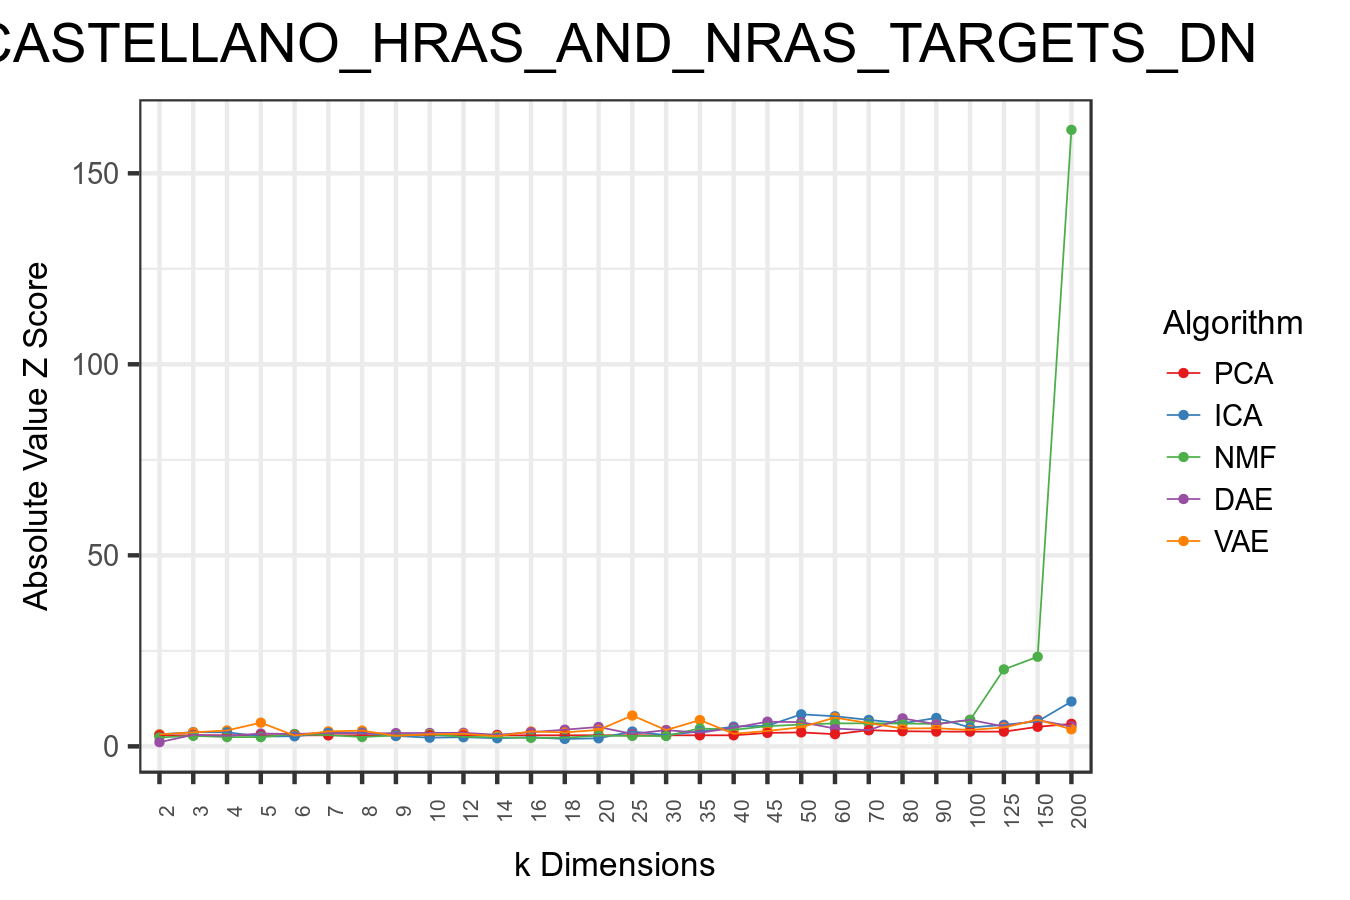 CASTELLANO_HRAS_AND_NRAS_TARGETS_DN
Absolute Value Z Score
150
100
50
0
2 3 4 5 6 7 8 9 10 12 14 16 18 20 25 30 35 40 45 50 60 70 80 90 100 125 150 200
k Dimensions
Algorithm
PCA
ICA
NMF
DAE
VAE